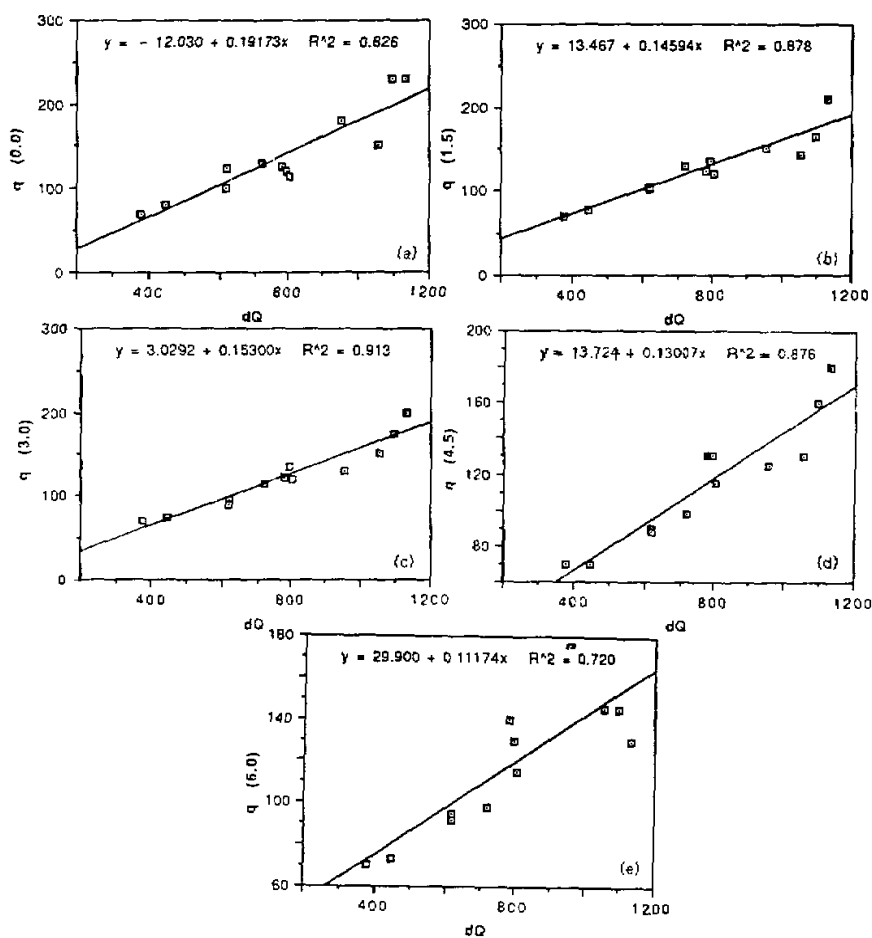 y = - 12.030 + 0.19173x R^2 = 0.826
300
200
100
0
q (0.0)
400
800
1200
dQ
(a)
y = 13.467 + 0.14594x R^2 = 0.878
300
200
100
0
q (1.5)
400
800
1200
dQ
(b)
y = 3.0292 + 0.15300x R^2 = 0.913
300
200
100
0
q (3.0)
400
800
1200
dQ
(c)
y = 13.724 + 0.13007x R^2 = 0.876
200
160
120
80
q (4.5)
400
800
1200
dQ
(d)
y = 29.900 + 0.11174x R^2 = 0.720
180
140
100
60
q (6.0)
400
800
1200
dQ
(e)